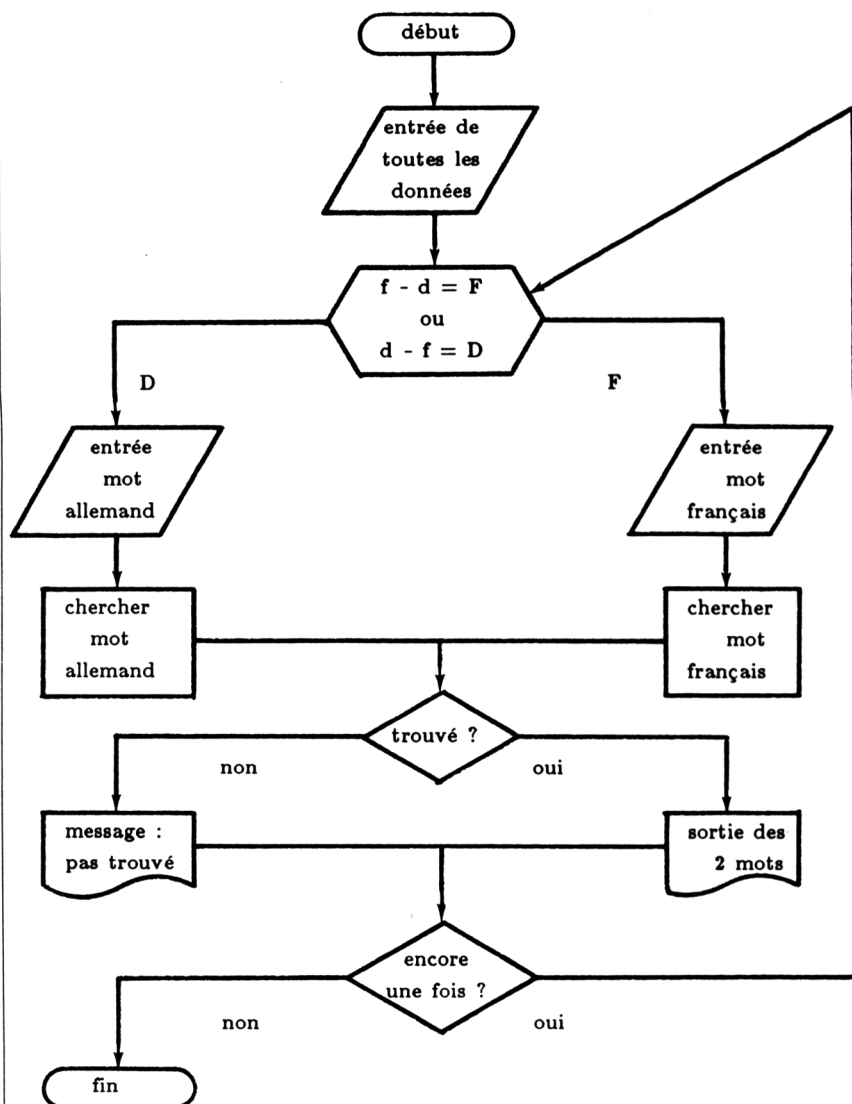 début
entrée de
toutes les
données
f - d = F
ou
d - f = D
D
F
entrée
mot
allemand
entrée
mot
français
chercher
mot
allemand
chercher
mot
français
trouvé ?
non
oui
message :
pas trouvé
sortie des
2 mots
encore
une fois ?
non
oui
fin